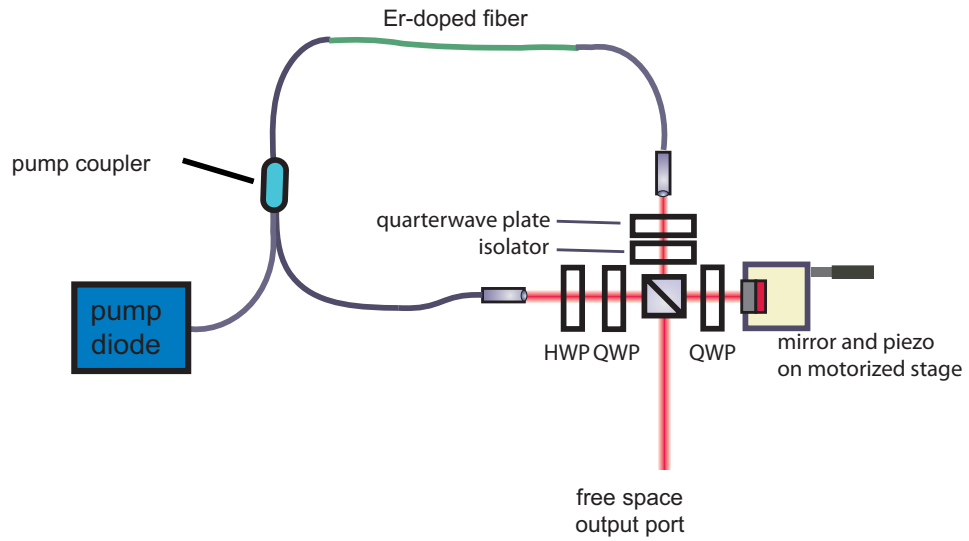 Er-doped fiber
pump coupler
quarterwave plate
isolator
pump
diode
HWP
QWP
QWP
mirror and piezo
on motorized stage
free space
output port